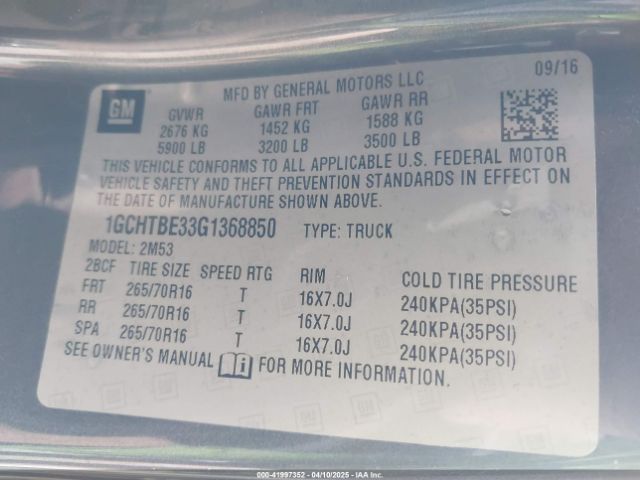 GM
MFD BY GENERAL MOTORS LLC 09/16
GVWR GAWR FRT GAWR RR
2676 KG 1452 KG 1588 KG
5900 LB 3200 LB 3500 LB
THIS VEHICLE CONFORMS TO ALL APPLICABLE U.S. FEDERAL MOTOR
VEHICLE SAFETY AND THEFT PREVENTION STANDARDS IN EFFECT ON
THE DATE OF MANUFACTURE SHOWN ABOVE.
1GCHTBE33G1368850 TYPE: TRUCK
MODEL: 2M53
2BCF TIRE SIZE SPEED RTG RIM COLD TIRE PRESSURE
FRT 265/70R16 T 16X7.0J 240KPA(35PSI)
RR 265/70R16 T 16X7.0J 240KPA(35PSI)
SPA 265/70R16 T 16X7.0J 240KPA(35PSI)
SEE OWNER'S MANUAL FOR MORE INFORMATION.
000-41997352 - 04/10/2025 - IAA Inc.